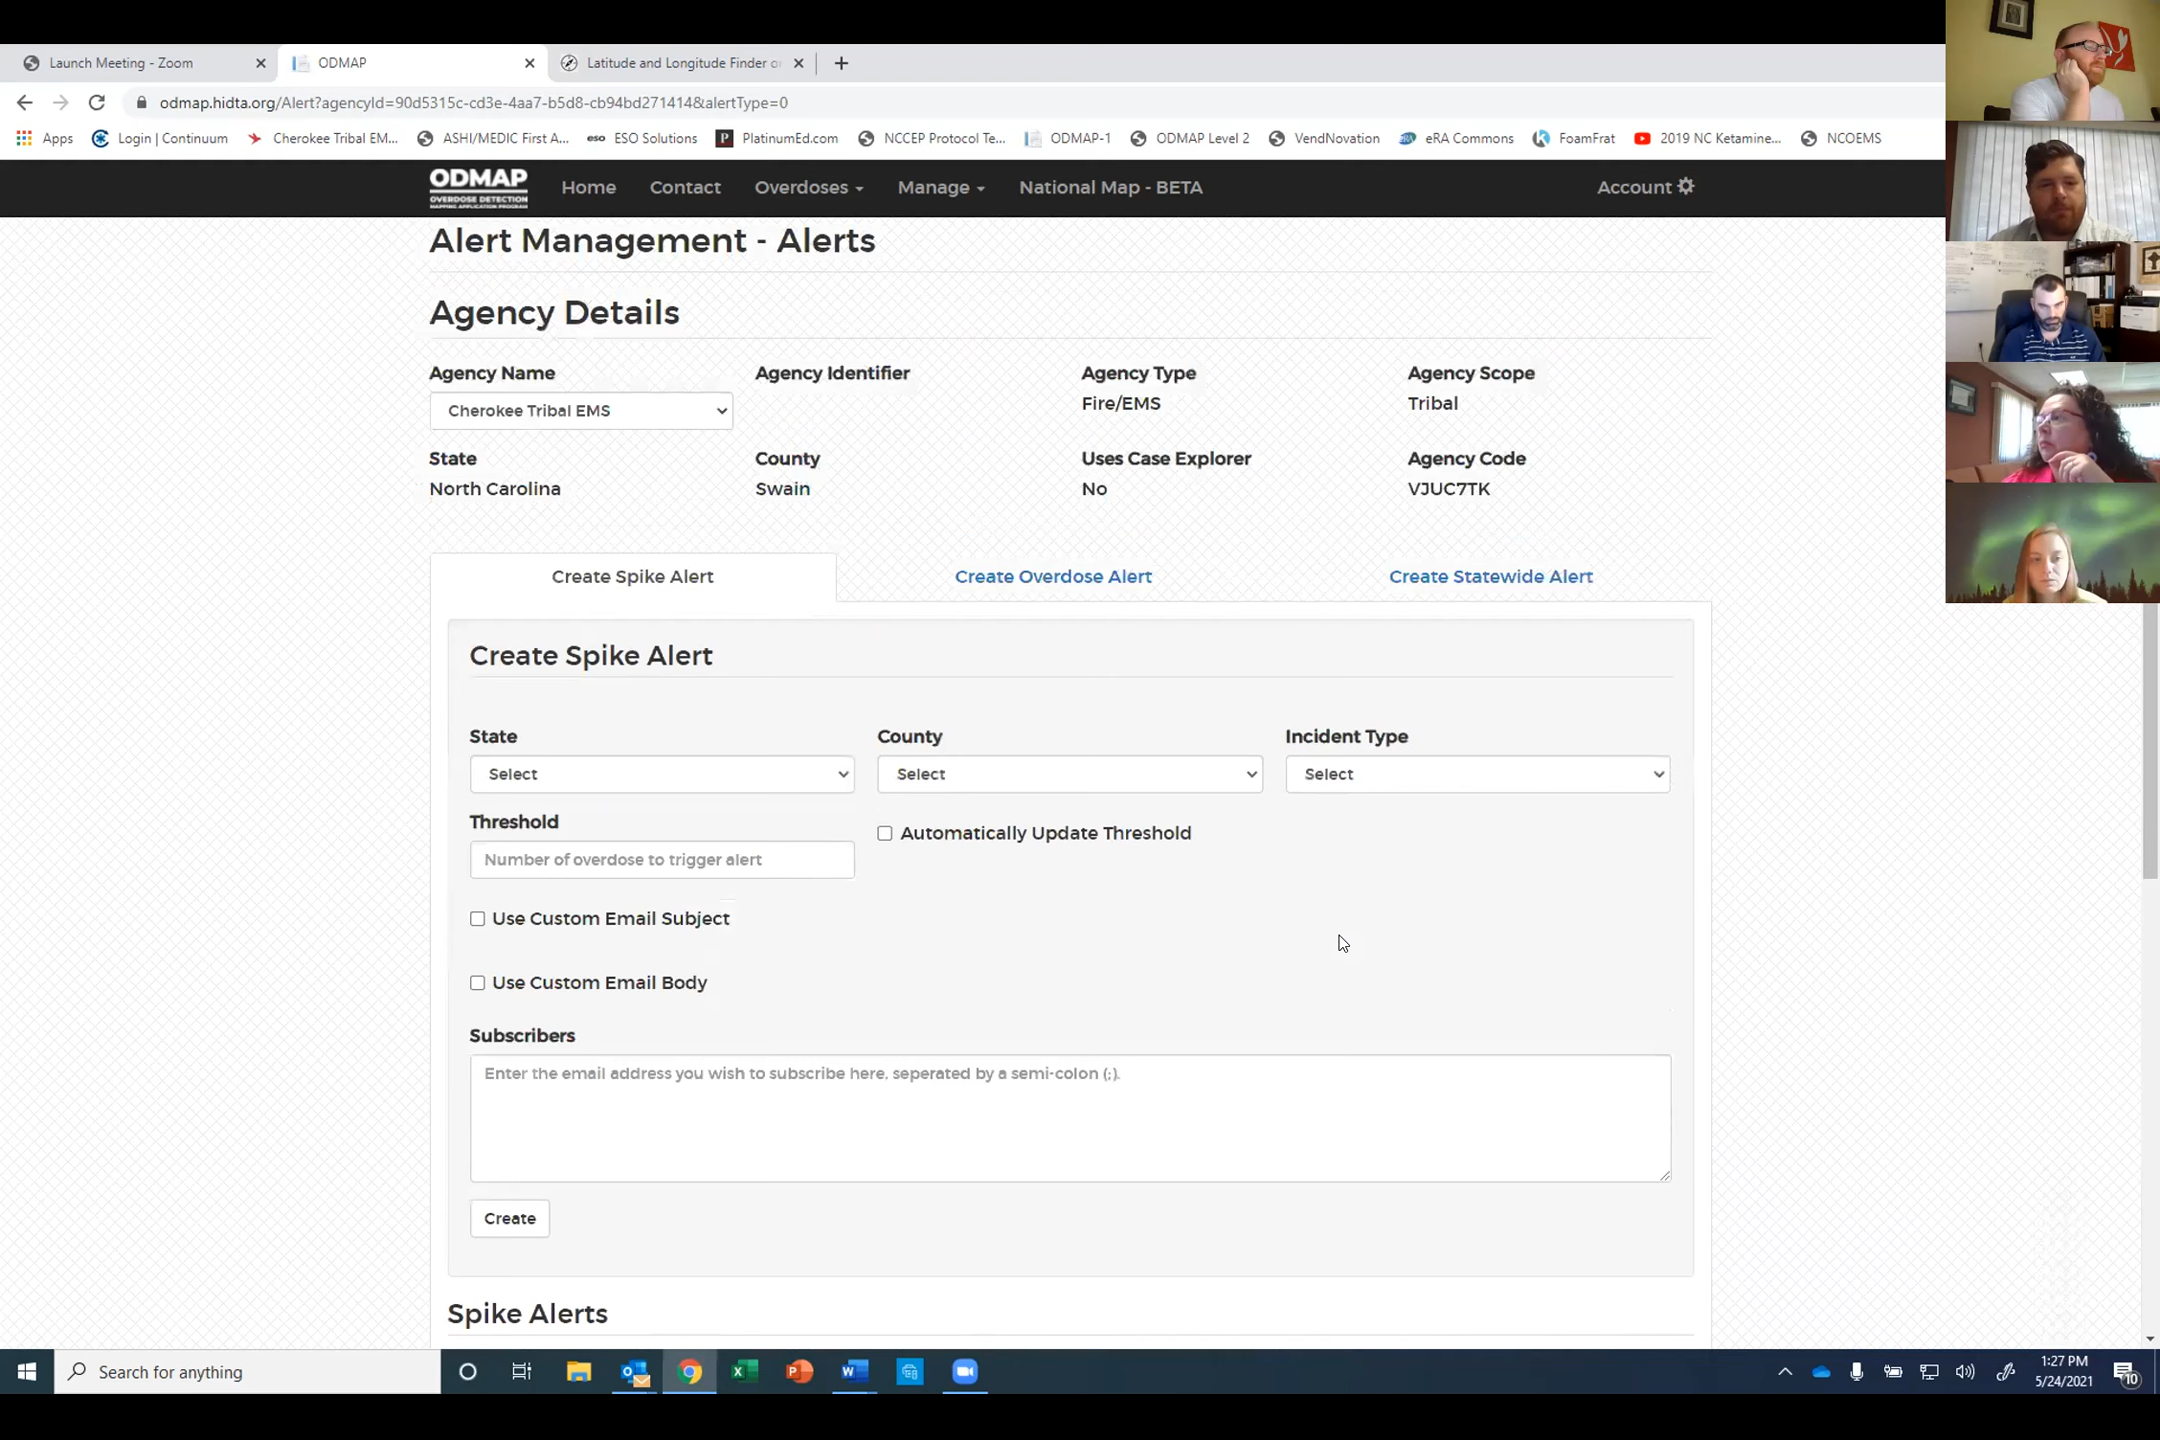 Launch Meeting - Zoom
ODMAP
Latitude and Longitude Finder o
odmap.hidta.org/Alert?agencyId=90d5315c-cd3e-4aa7-b5d8-cb94bd271414&alertType=0
Apps
Login | Continuum
Cherokee Tribal EM...
ASHI/MEDIC First A...
eso ESO Solutions
P PlatinumEd.com
NCCEP Protocol Te...
ODMAP-1
ODMAP Level 2
VendNovation
eRA Commons
FoamFrat
2019 NC Ketamine...
NCOEMS
ODMAP
OVERDOSE DETECTION
MAPPING APPLICATION PROGRAM
Home
Contact
Overdoses
Manage
National Map - BETA
Account
Alert Management - Alerts
Agency Details
Agency Name
Agency Identifier
Agency Type
Agency Scope
Cherokee Tribal EMS
Fire/EMS
Tribal
State
County
Uses Case Explorer
Agency Code
North Carolina
Swain
No
VJUC7TK
Create Spike Alert
Create Overdose Alert
Create Statewide Alert
Create Spike Alert
State
County
Incident Type
Select
Select
Select
Threshold
Automatically Update Threshold
Number of overdose to trigger alert
Use Custom Email Subject
Use Custom Email Body
Subscribers
Enter the email address you wish to subscribe here, seperated by a semi-colon (;).
Create
Spike Alerts
Search for anything
1:27 PM
5/24/2021
10